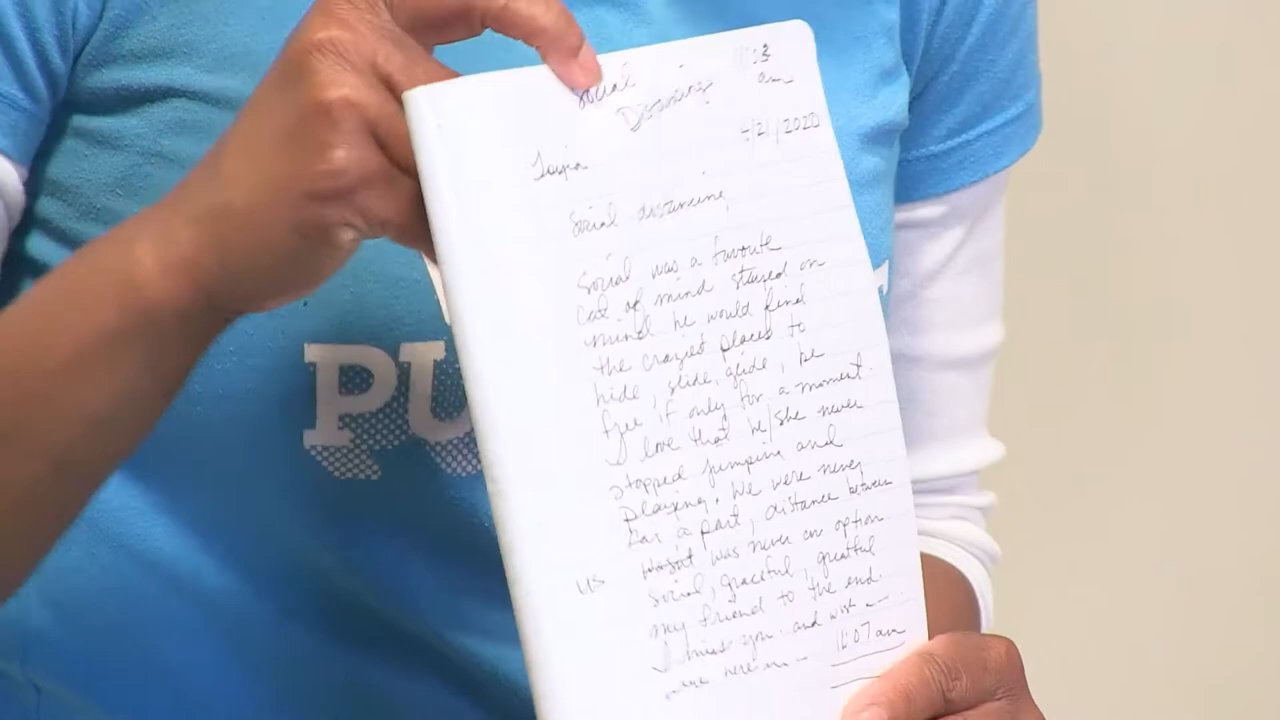 Social
11:03
Distancing
am
/21/2020
Social distancing
Social was a favorite
cat of mind stayed on
mind he would find
the craziest places to
hide, slide, glide, be
free if only for a moment.
I love that he/she never
stopped jumping and
playing. We were never
far a part, distance between
us was never an option
social, graceful, greatful
my friend to the end.
I miss you and wish
were here
11:07 am
PU